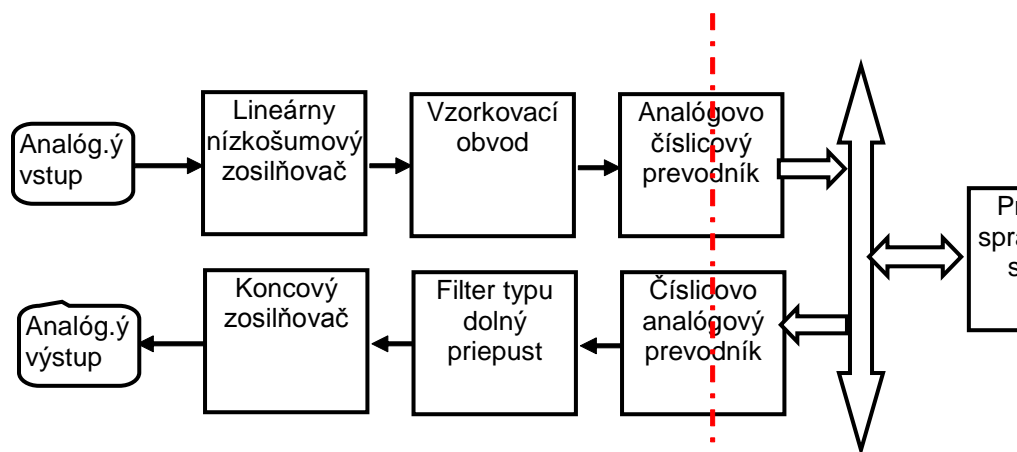 Analóg.ý
vstup
Lineárny
nízkošumový
zosilňovač
Vzorkovací
obvod
Analógovo
číslicový
prevodník
Analóg.ý
výstup
Koncový
zosilňovač
Filter typu
dolný
priepust
Číslicovo
analógový
prevodník